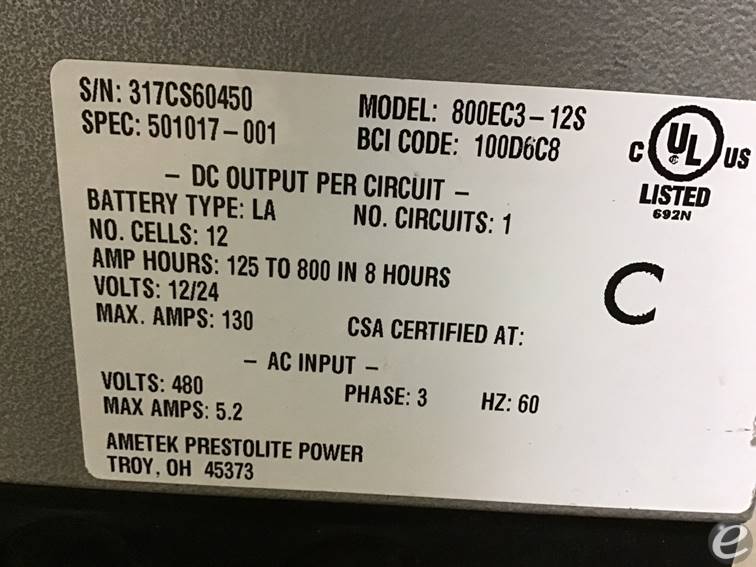 S/N: 317CS60450
MODEL: 800EC3-12S
SPEC: 501017-001
BCI CODE: 100D6C8
C UL US
LISTED
692N
- DC OUTPUT PER CIRCUIT -
BATTERY TYPE: LA
NO. CIRCUITS: 1
NO. CELLS: 12
AMP HOURS: 125 TO 800 IN 8 HOURS
VOLTS: 12/24
C
MAX. AMPS: 130
CSA CERTIFIED AT:
- AC INPUT -
VOLTS: 480
PHASE: 3
HZ: 60
MAX AMPS: 5.2
AMETEK PRESTOLITE POWER
TROY, OH 45373
e